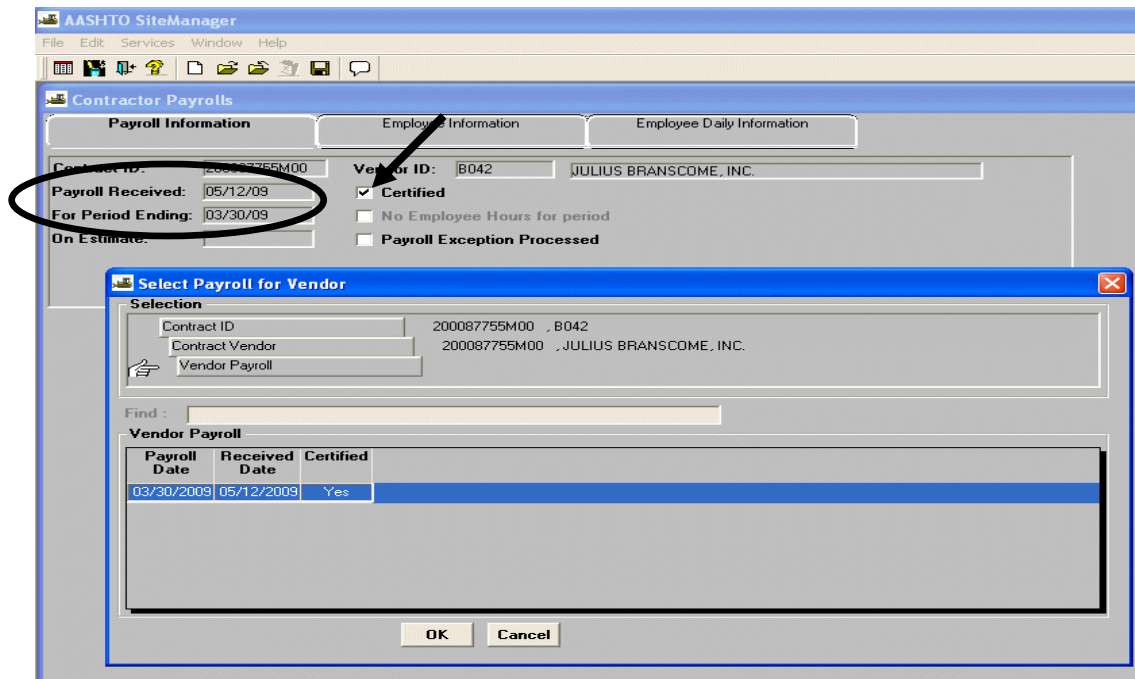 AASHTO SiteManager
File Edit Services Window Help
Contractor Payrolls
Payroll Information Employee Information Employee Daily Information
Contract ID: 200087755M00 Vendor ID: B042 JULIUS BRANSCOME, INC.
Payroll Received: 05/12/09 Certified
For Period Ending: 03/30/09 No Employee Hours for period
On Estimate: Payroll Exception Processed
Select Payroll for Vendor
Selection
Contract ID 200087755M00 , B042
Contract Vendor 200087755M00 , JULIUS BRANSCOME, INC.
Vendor Payroll
Find :
Vendor Payroll
Payroll Received Certified
Date Date
03/30/2009 05/12/2009 Yes
OK Cancel